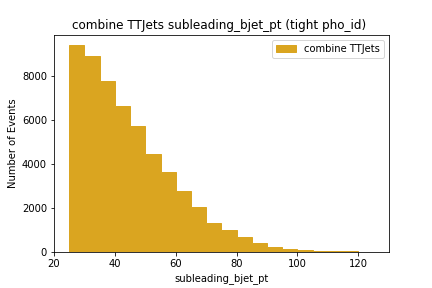 combine TTJets subleading_bjet_pt (tight pho_id)
combine TTJets
Number of Events
8000
6000
4000
2000
0
20 40 60 80 100 120
subleading_bjet_pt